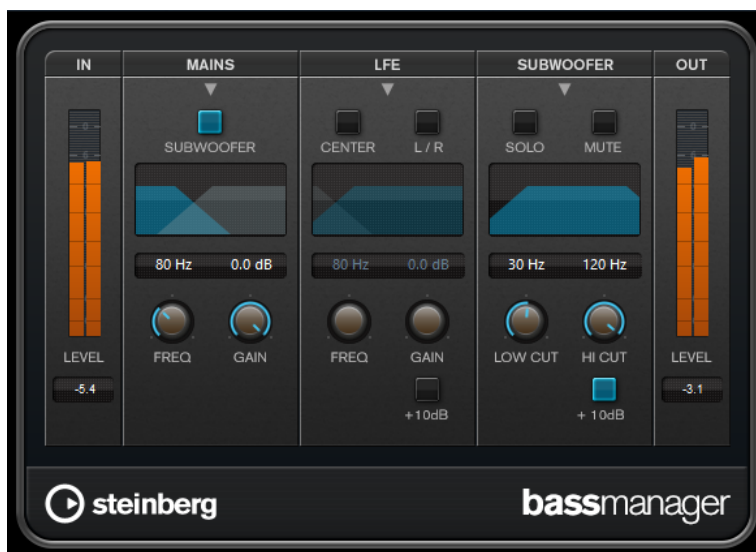 IN MAINS LFE SUBWOOFER OUT
SUBWOOFER CENTER L / R SOLO MUTE
80 Hz 0.0 dB 80 Hz 0.0 dB 30 Hz 120 Hz
LEVEL FREQ GAIN FREQ GAIN LOW CUT HI CUT LEVEL
-5.4 -3.1
+10dB + 10dB
steinberg bassmanager